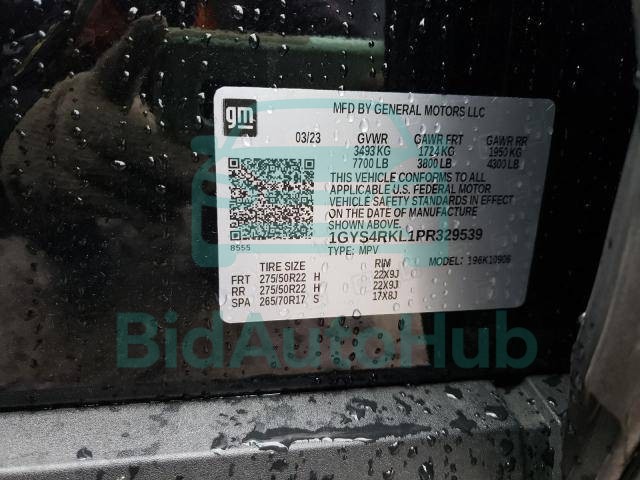 gm
MFD BY GENERAL MOTORS LLC
03/23 GVWR GAWR FRT GAWR RR
3493 KG 1724 KG 1950 KG
7700 LB 3800 LB 4300 LB
THIS VEHICLE CONFORMS TO ALL
APPLICABLE U.S. FEDERAL MOTOR
VEHICLE SAFETY STANDARDS IN EFFECT
ON THE DATE OF MANUFACTURE
SHOWN ABOVE.
8555
1GYS4RKL1PR329539
TYPE: MPV MODEL: 196K10906
TIRE SIZE RIM
FRT 275/50R22 H 22X9J
RR 275/50R22 H 22X9J
SPA 265/70R17 S 17X8J
BidAutoHub